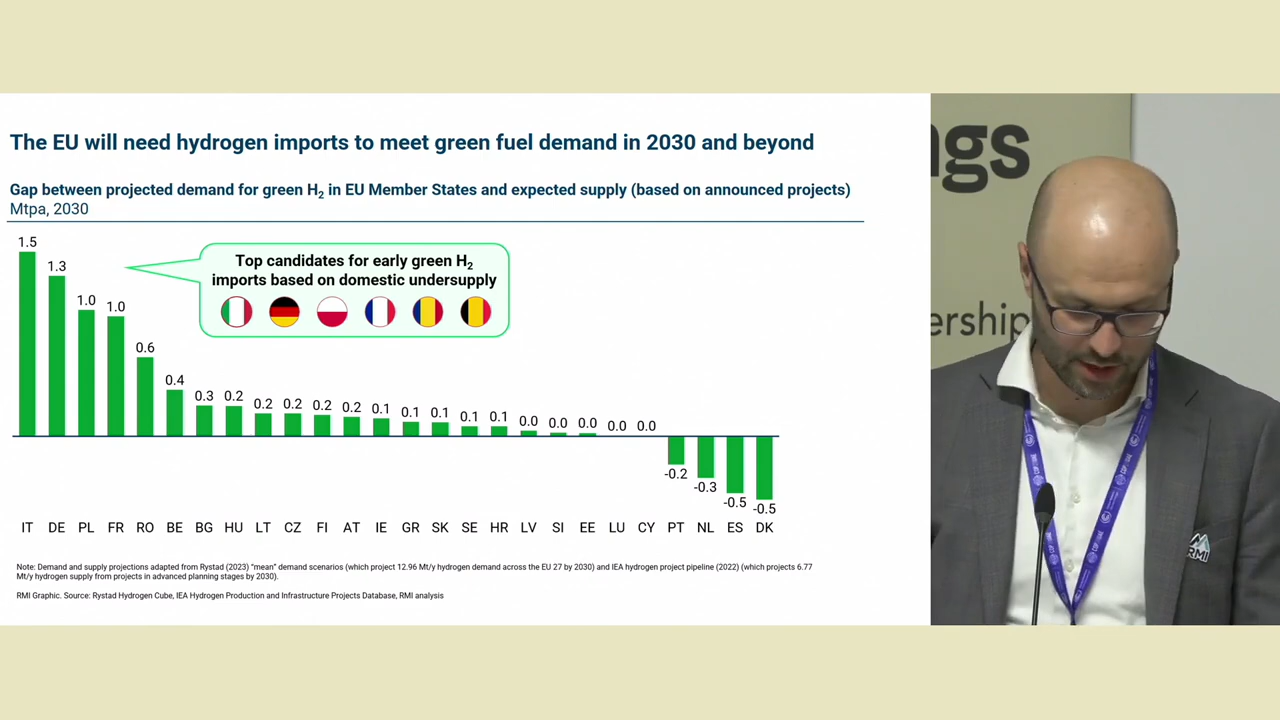 The EU will need hydrogen imports to meet green fuel demand in 2030 and beyond
Gap between projected demand for green H₂ in EU Member States and expected supply (based on announced projects)
Mtpa, 2030
Top candidates for early green H₂
imports based on domestic undersupply
1.5 1.3 1.0 1.0 0.6 0.4 0.3 0.2 0.2 0.2 0.2 0.2 0.1 0.1 0.1 0.1 0.1 0.0 0.0 0.0 0.0 0.0 -0.2 -0.3 -0.5 -0.5
IT DE PL FR RO BE BG HU LT CZ FI AT IE GR SK SE HR LV SI EE LU CY PT NL ES DK
Note: Demand and supply projections adapted from Rystad (2023) "mean" demand scenarios (which project 12.96 Mt/y hydrogen demand across the EU 27 by 2030) and IEA hydrogen project pipeline (2022) (which projects 6.77
Mt/y hydrogen supply from projects in advanced planning stages by 2030).
RMI Graphic. Source: Rystad Hydrogen Cube, IEA Hydrogen Production and Infrastructure Projects Database, RMI analysis
ngs
ership
RMI